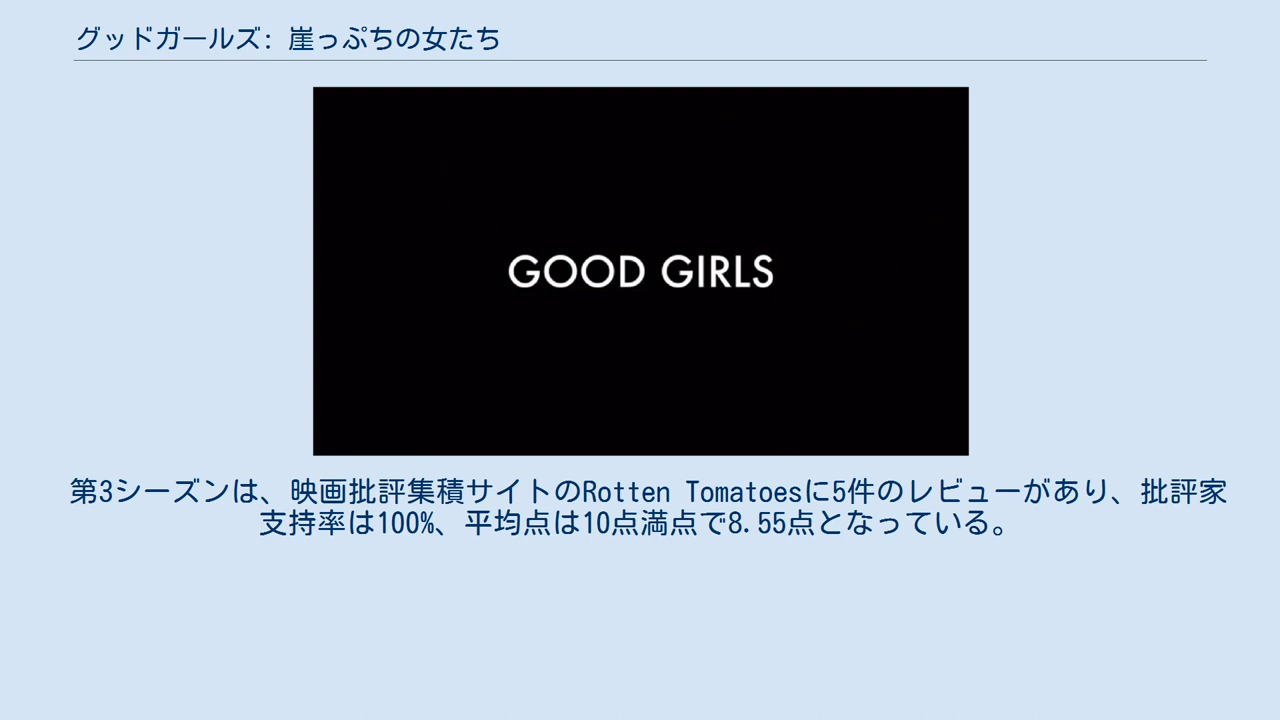 グッドガールズ: 崖っぷちの女たち
GOOD GIRLS
第3シーズンは、映画批評集積サイトのRotten Tomatoesに5件のレビューがあり、批評家
支持率は100%、平均点は10点満点で8.55点となっている。